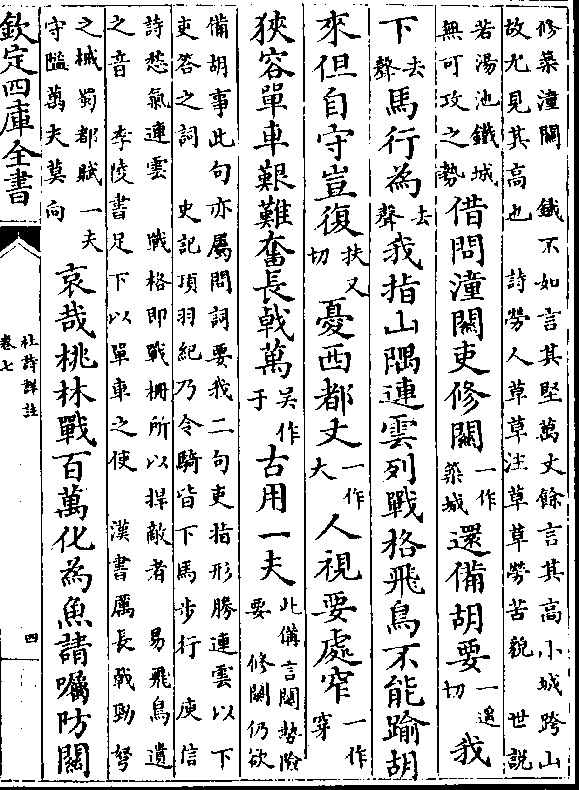 修築潼關　鐵不如言其堅萬丈餘言其高小城跨山
故尤見其高也　詩勞人草草注草草勞苦貌　世説
若湯池鐵城無可攻之勢借問潼關吏修關一作築城還備胡要一遥切我
下去聲馬行為去聲我指山隅連雲列戰格飛鳥不能踰胡
來但自守豈復扶又切憂西都丈一作大人視要處窄一作穿
狹容單車艱難奮長戟萬吴作于古用一夫此備言關勢險要　修關仍欲
備胡事此句亦屬問詞要我二句吏指形勝連雲以下
吏答之詞　史記項羽紀乃令騎皆下馬步行　庾信
詩愁氣連雲　戰格即戰柵所以捍敵者　易飛鳥遺
之音　李陵書足下以單車之使　漢書厲長戟勁弩
之械蜀都賦一夫守隘萬夫莫向哀哉桃林戰百萬化為魚請囑防關
欽定四庫全書
杜詩詳註
卷七
四